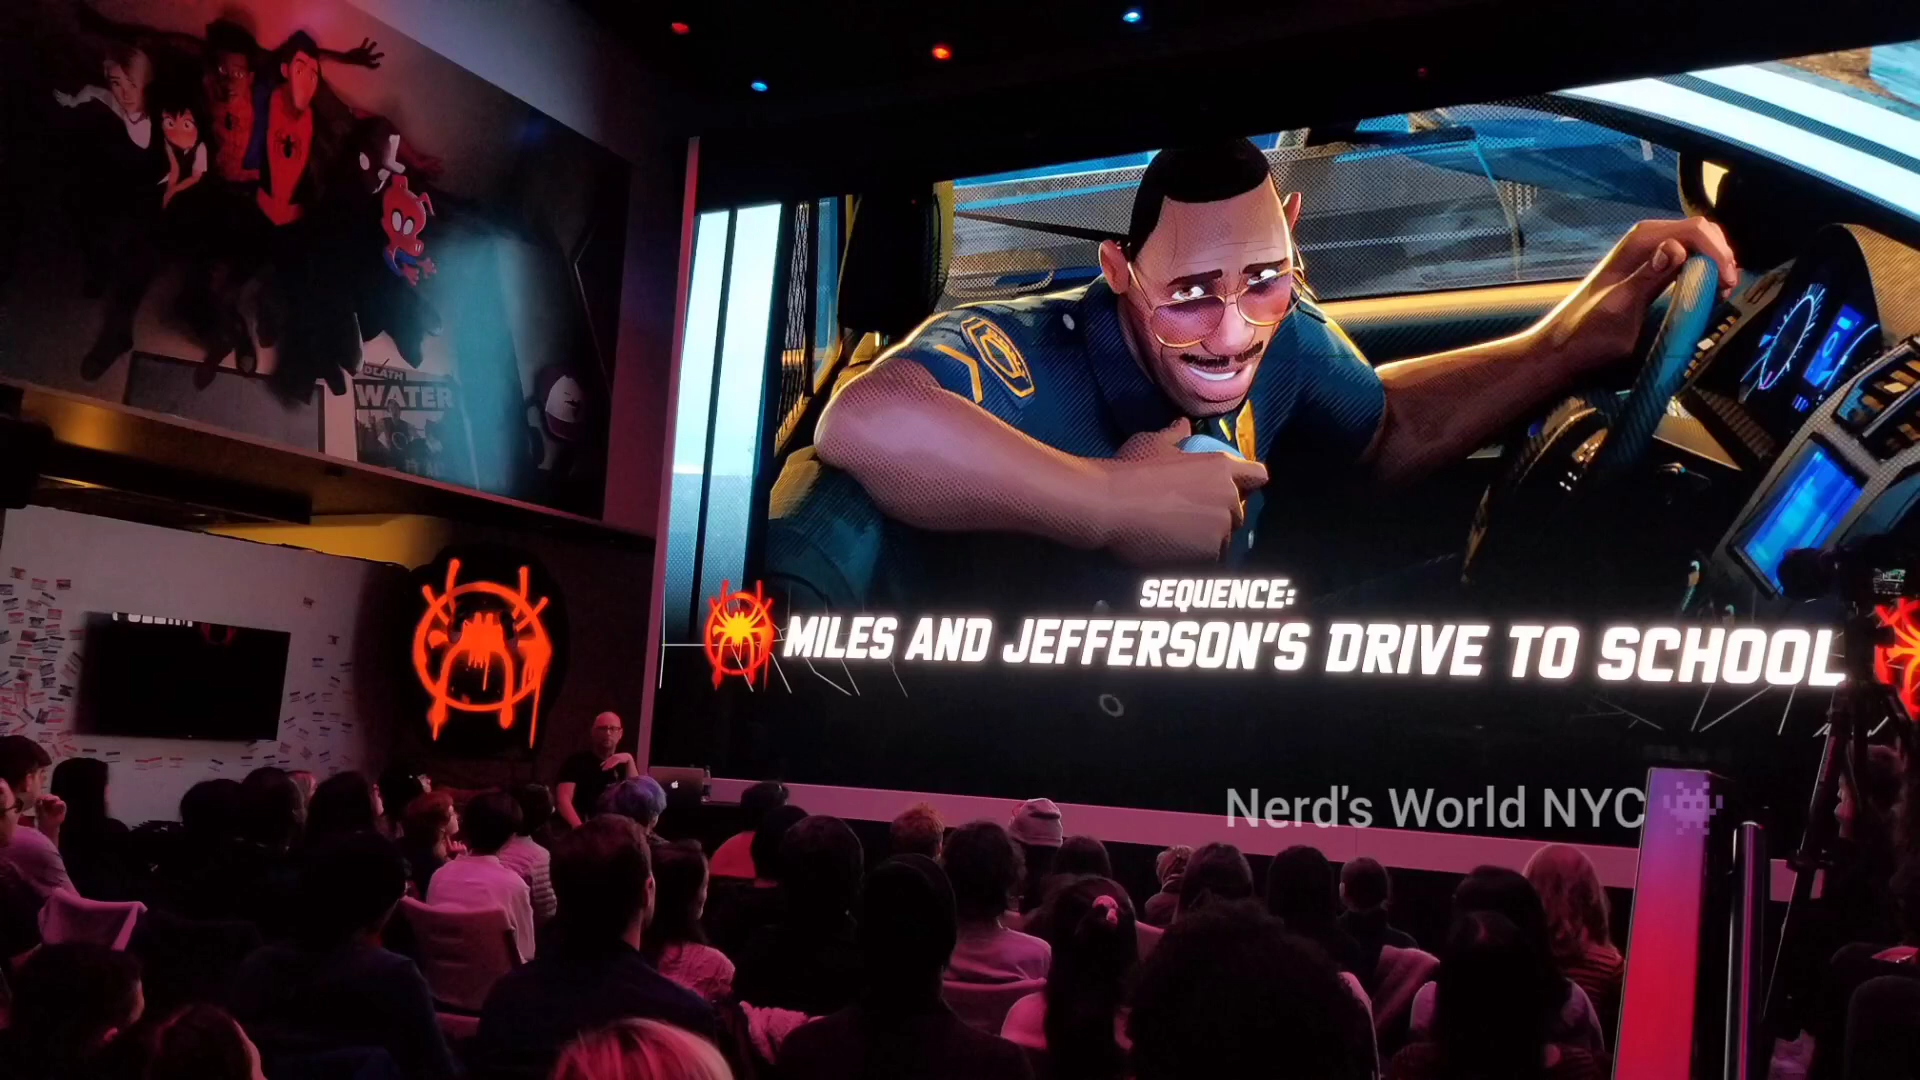 DEATH
WATER
SEQUENCE:
MILES AND JEFFERSON'S DRIVE TO SCHOOL
Nerd's World NYC